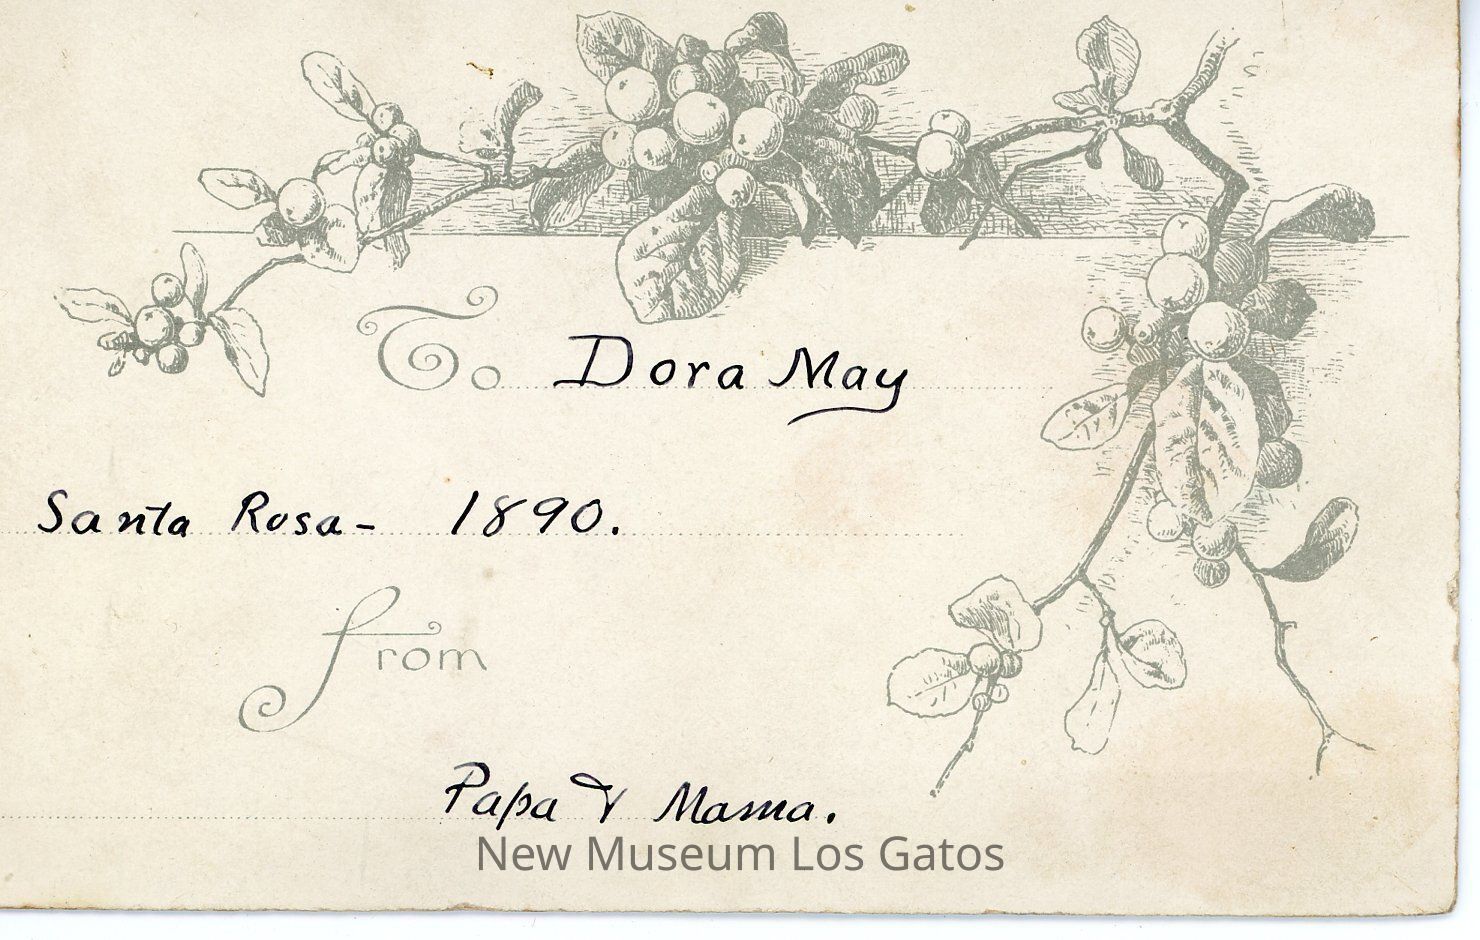 To Dora May
Santa Rosa- 1890.
from
Papa & Mama.
New Museum Los Gatos